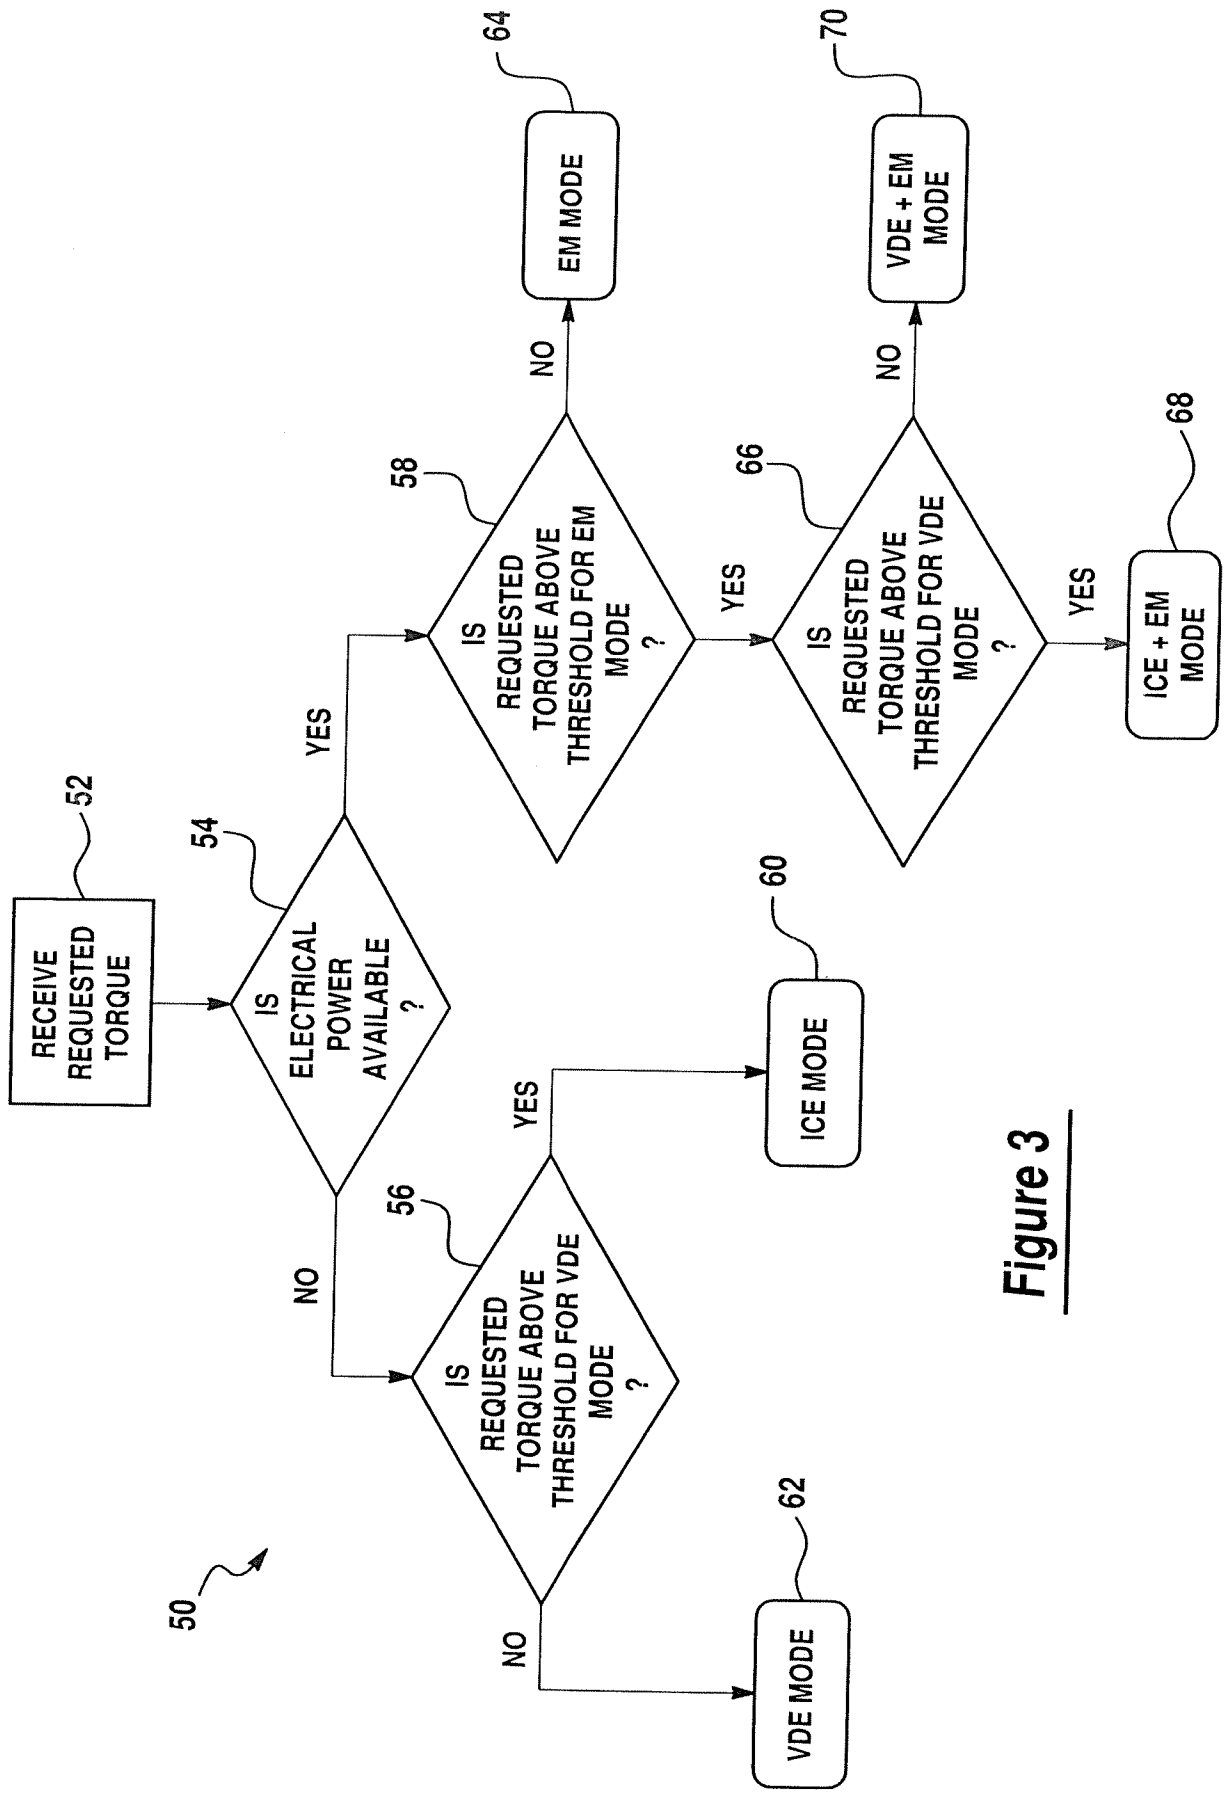 50
RECEIVE
REQUESTED
TORQUE
52
IS
ELECTRICAL
POWER
AVAILABLE
?
54
NO
YES
IS
REQUESTED
TORQUE ABOVE
THRESHOLD FOR VDE
MODE
?
56
NO
YES
VDE MODE
62
ICE MODE
60
IS
REQUESTED
TORQUE ABOVE
THRESHOLD FOR EM
MODE
?
58
NO
EM MODE
64
YES
IS
REQUESTED
TORQUE ABOVE
THRESHOLD FOR VDE
MODE
?
66
NO
VDE + EM
MODE
70
YES
ICE + EM
MODE
68
Figure 3